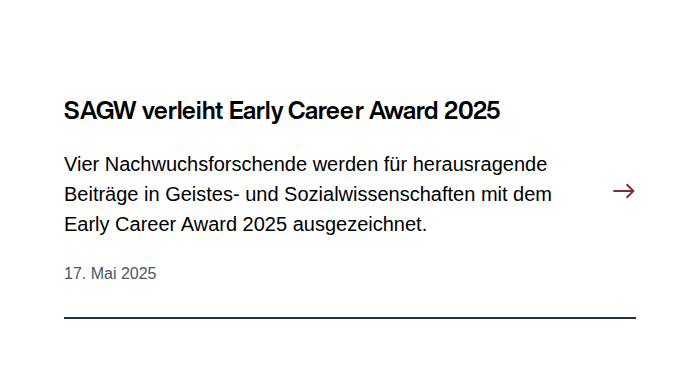 SAGW verleiht Early Career Award 2025
Vier Nachwuchsforschende werden für herausragende
Beiträge in Geistes- und Sozialwissenschaften mit dem
Early Career Award 2025 ausgezeichnet.
17. Mai 2025